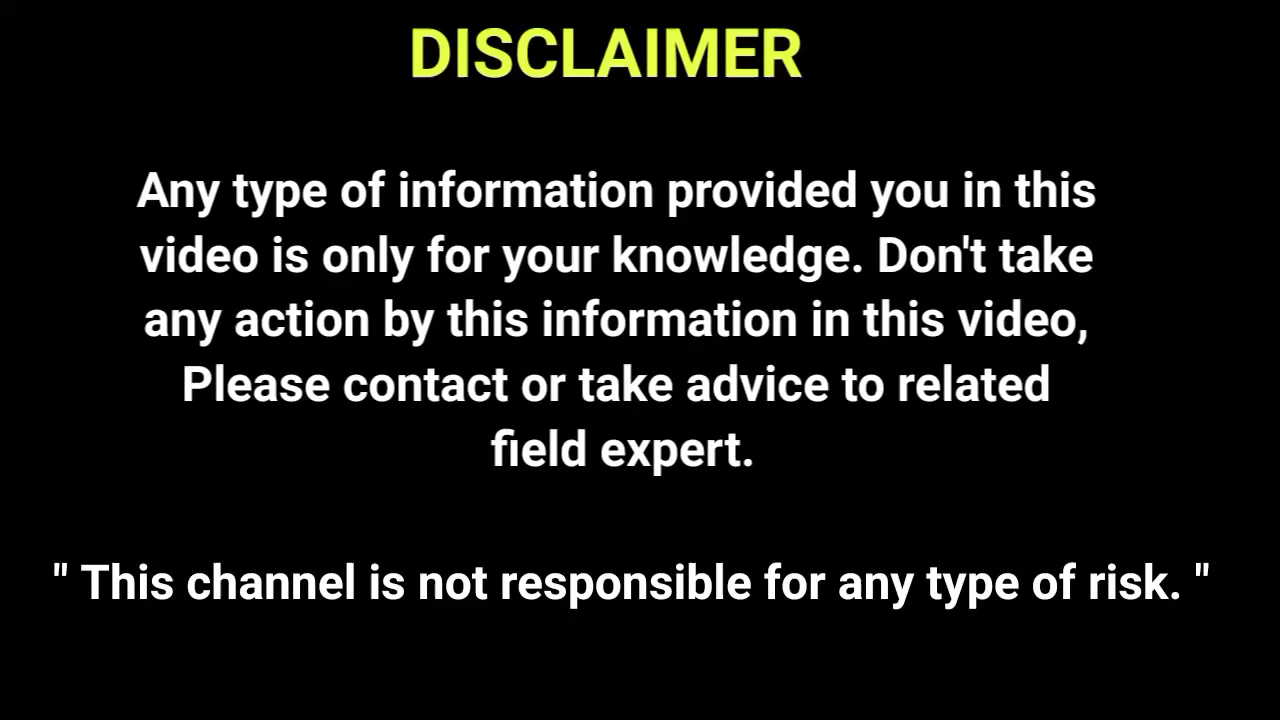 DISCLAIMER
Any type of information provided you in this
video is only for your knowledge. Don't take
any action by this information in this video,
Please contact or take advice to related
field expert.
" This channel is not responsible for any type of risk. "